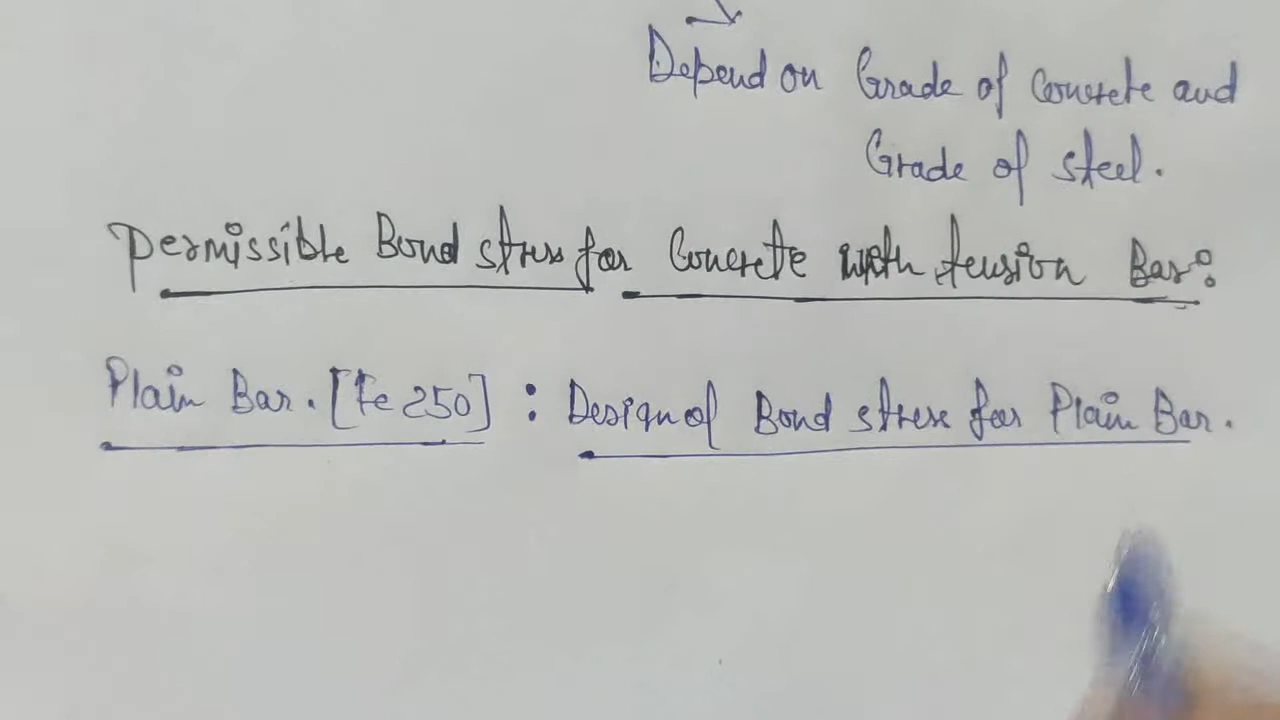 Depend on Grade of Concrete and
Grade of steel.
Permissible Bond stress for Concrete with tension Bar:
Plain Bar. [Fe 250] : Design of Bond stress for Plain Bar.